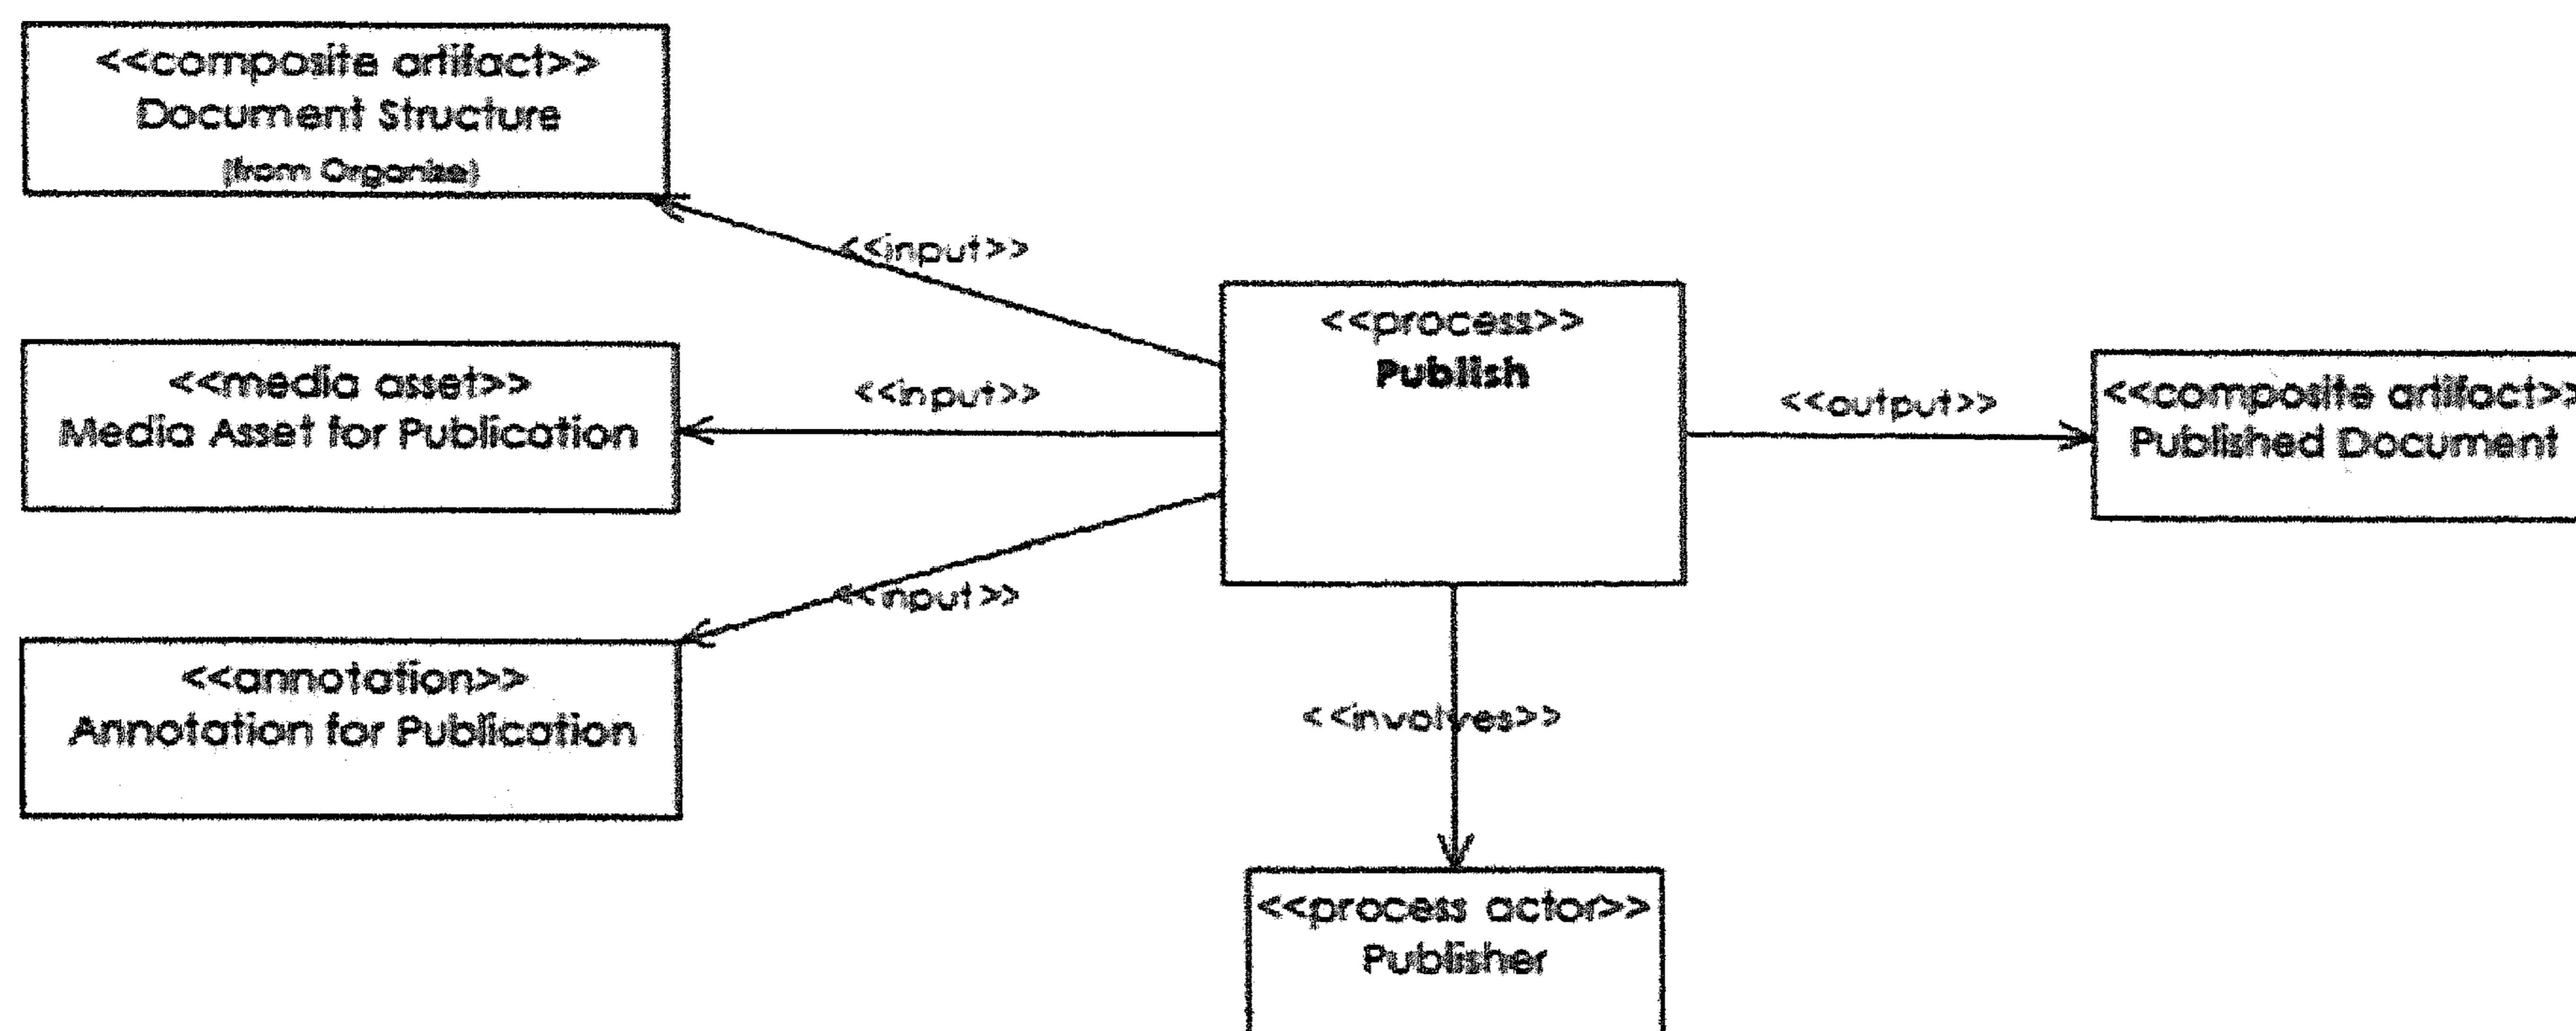 <<composite artifact>>
Document Structure
(from Organize)
<<input>>
<<process>>
Publish
<<media asset>>
Media Asset for Publication
<<input>>
<<output>>
<<composite artifact>>
Published Document
<<input>>
<<annotation>>
Annotation for Publication
<<involves>>
<<process actor>>
Publisher